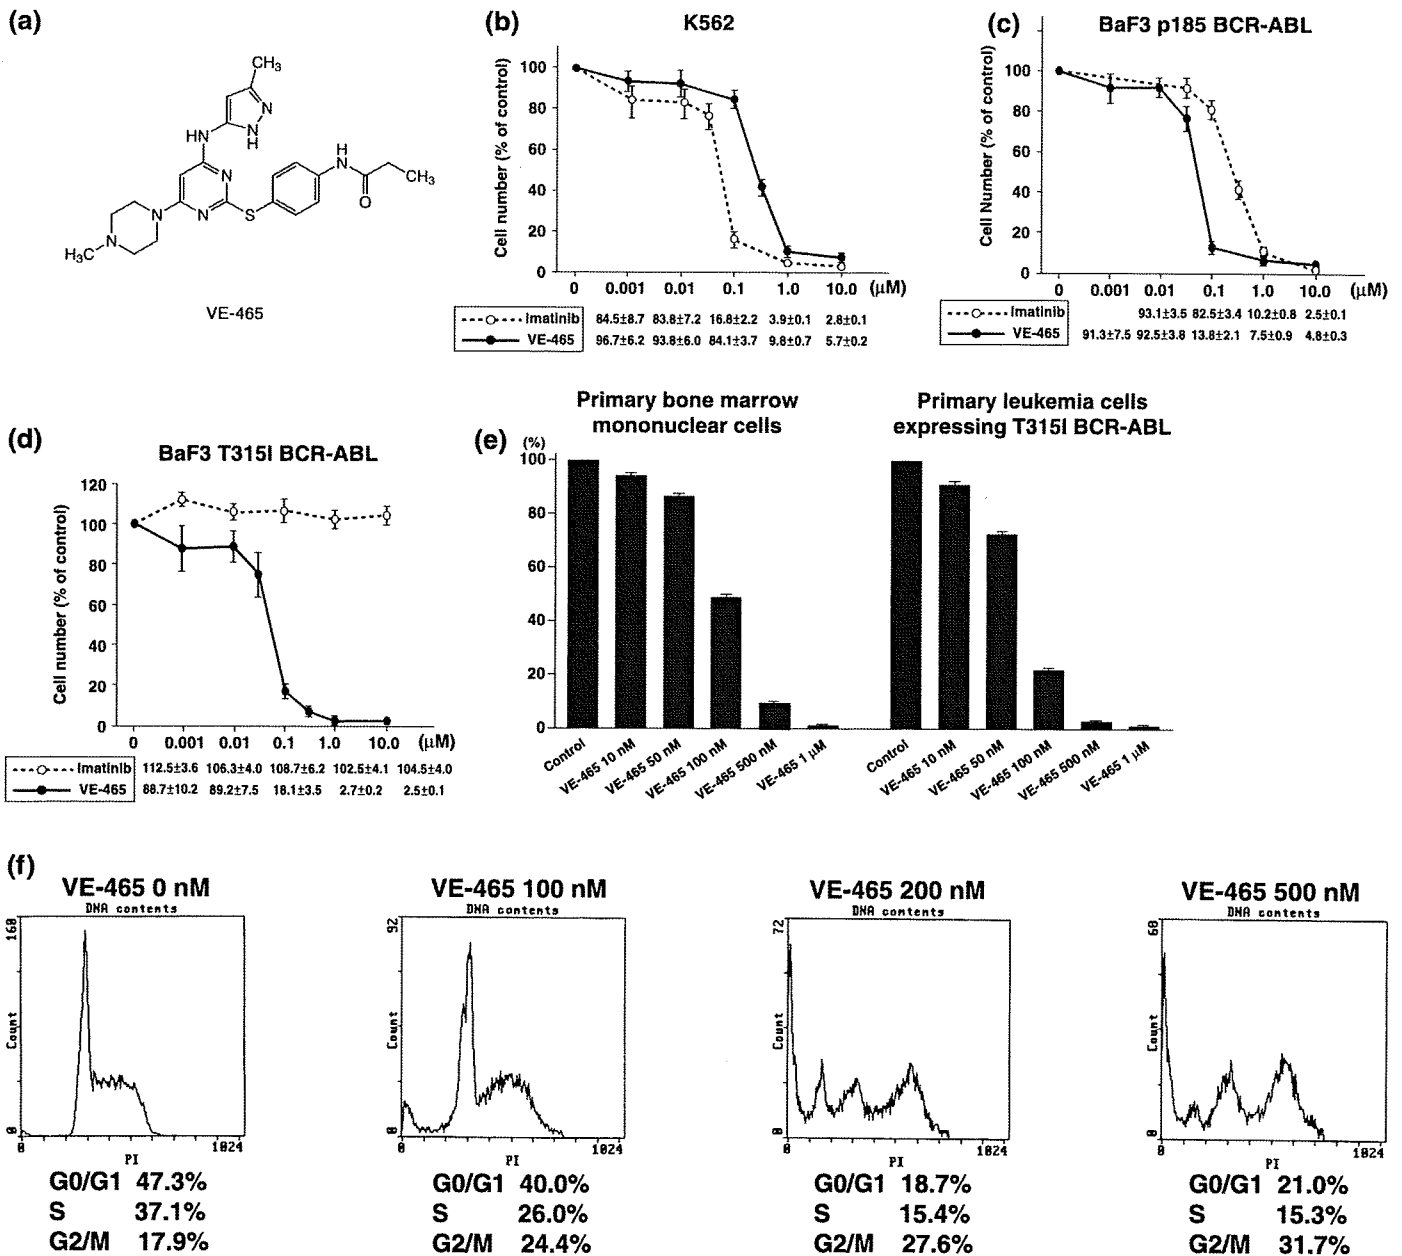 (a)
CH3
N
N
H
HN
N
N
S
H
N
O
CH3
N
N
H3C
VE-465
(b)
K562
Cell number (% of control)
100
80
60
40
20
0
0 0.001 0.01 0.1 1.0 10.0 (μM)
Imatinib 84.5±8.7 83.8±7.2 16.8±2.2 3.9±0.1 2.8±0.1
VE-465 96.7±6.2 93.8±6.0 84.1±3.7 9.8±0.7 5.7±0.2
(c)
BaF3 p185 BCR-ABL
Cell Number (% of control)
100
80
60
40
20
0
0 0.001 0.01 0.1 1.0 10.0 (μM)
Imatinib 93.1±3.5 82.5±3.4 10.2±0.8 2.5±0.1
VE-465 91.3±7.5 92.5±3.8 13.8±2.1 7.5±0.9 4.8±0.3
(d)
BaF3 T315I BCR-ABL
Cell number (% of control)
120
100
80
60
40
20
0
0 0.001 0.01 0.1 1.0 10.0 (μM)
Imatinib 112.5±3.6 106.3±4.0 108.7±6.2 102.5±4.1 104.5±4.0
VE-465 88.7±10.2 89.2±7.5 18.1±3.5 2.7±0.2 2.5±0.1
(e)
Primary bone marrow
mononuclear cells
Primary leukemia cells
expressing T315I BCR-ABL
(%)
100
80
60
40
20
0
Control
VE-465 10 nM
VE-465 50 nM
VE-465 100 nM
VE-465 500 nM
VE-465 1 μM
Control
VE-465 10 nM
VE-465 50 nM
VE-465 100 nM
VE-465 500 nM
VE-465 1 μM
(f)
VE-465 0 nM
DNA contents
160
Count
0
0 1024
PI
G0/G1 47.3%
S 37.1%
G2/M 17.9%
VE-465 100 nM
DNA contents
92
Count
0
0 1024
PI
G0/G1 40.0%
S 26.0%
G2/M 24.4%
VE-465 200 nM
DNA contents
72
Count
0
0 1024
PI
G0/G1 18.7%
S 15.4%
G2/M 27.6%
VE-465 500 nM
DNA contents
60
Count
0
0 1024
PI
G0/G1 21.0%
S 15.3%
G2/M 31.7%